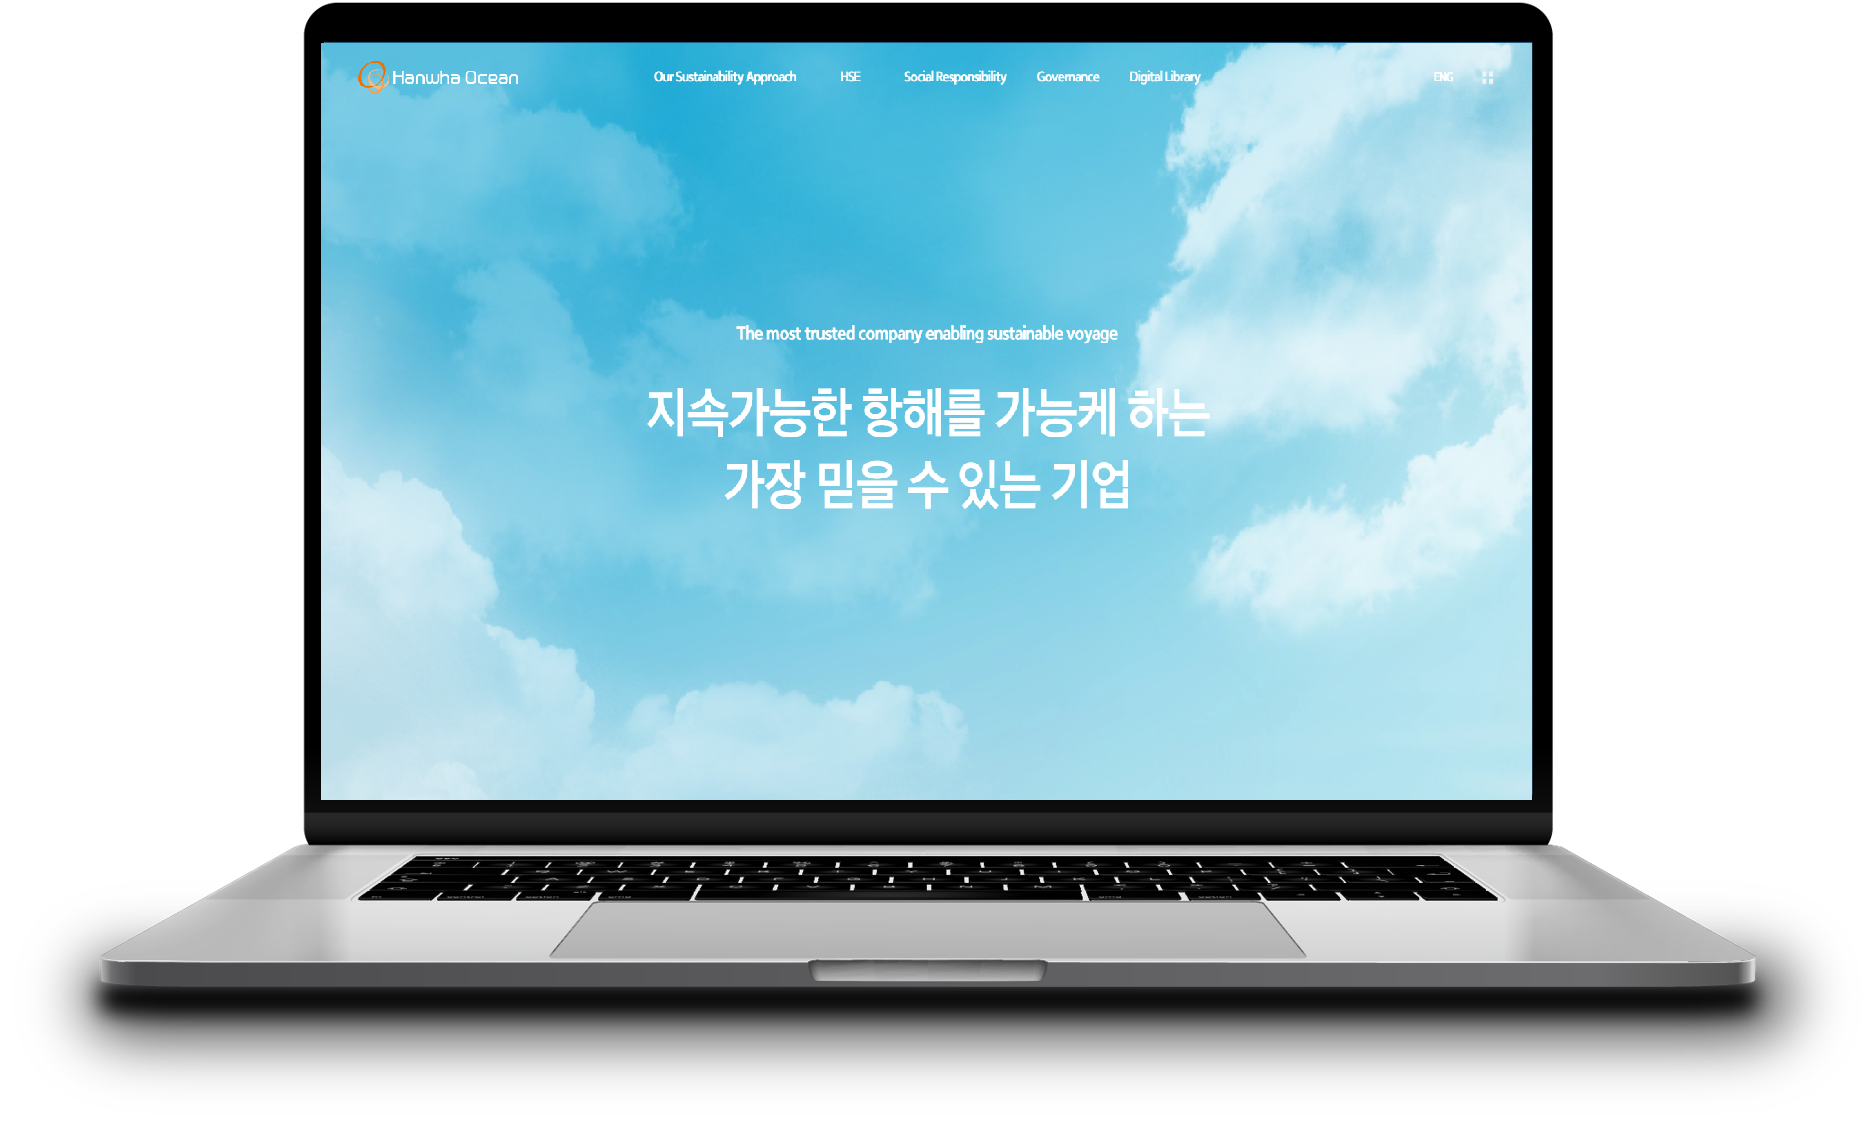 Hanwha Ocean
Our Sustainability Approach HSE Social Responsibility Governance Digital Library ENG
The most trusted company enabling sustainable voyage
지속가능한 항해를 가능케 하는
가장 믿을 수 있는 기업